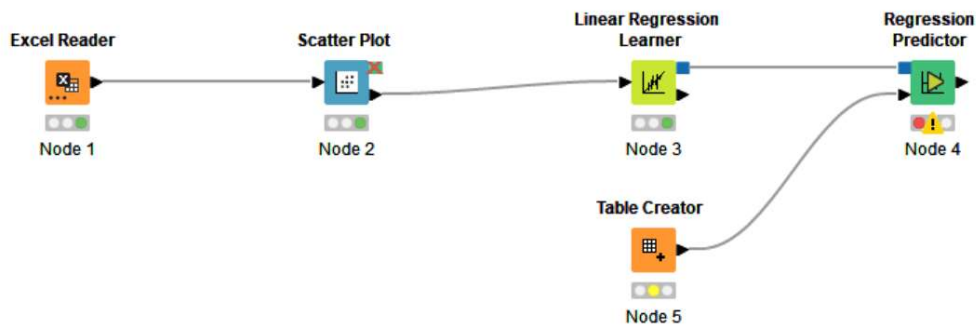 Excel Reader
Node 1
Scatter Plot
Node 2
Linear Regression
Learner
Node 3
Regression
Predictor
Node 4
Table Creator
Node 5